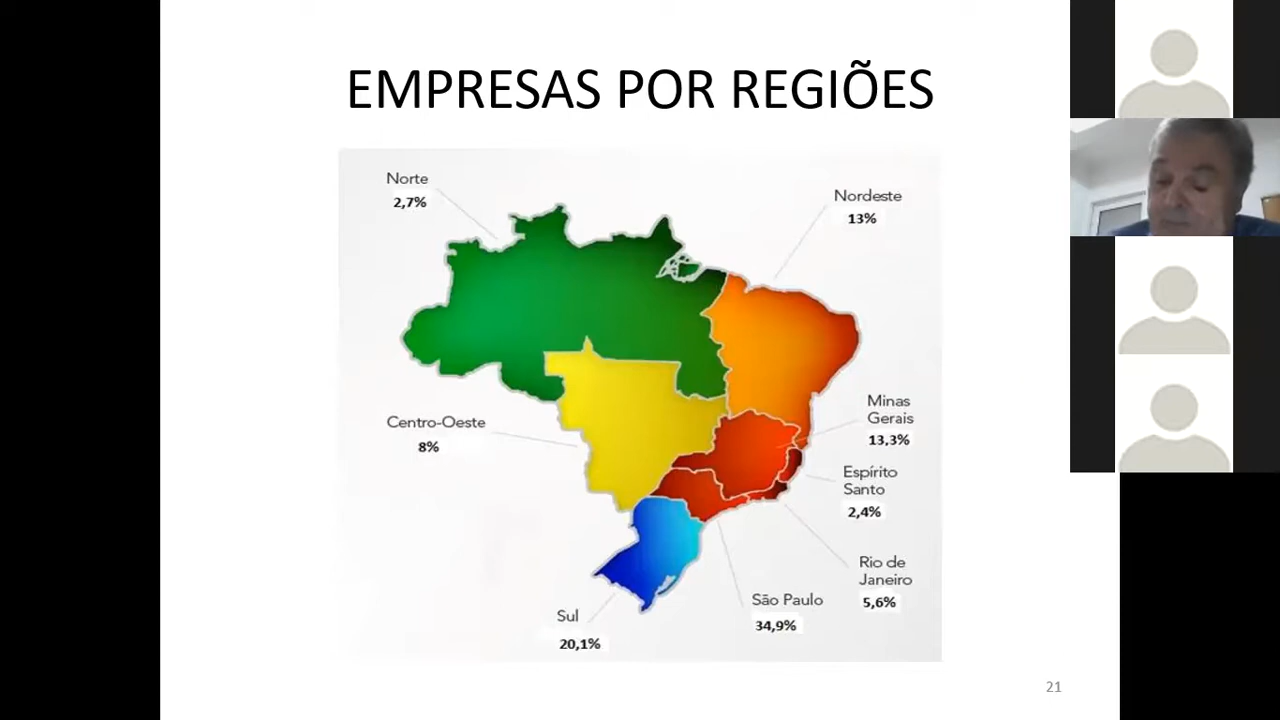 EMPRESAS POR REGIÕES
Norte
2,7%
Nordeste
13%
Centro-Oeste
8%
Minas
Gerais
13,3%
Espírito
Santo
2,4%
Rio de
Janeiro
5,6%
São Paulo
34,9%
Sul
20,1%
21